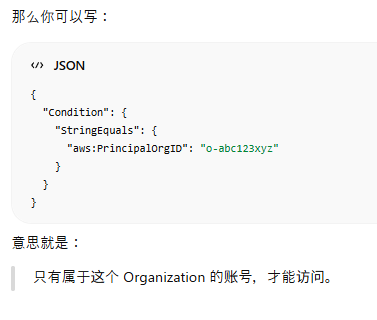 那么你可以写：
</> JSON
{
  "Condition": {
    "StringEquals": {
      "aws:PrincipalOrgID": "o-abc123xyz"
    }
  }
}
意思就是：
只有属于这个 Organization 的账号，才能访问。